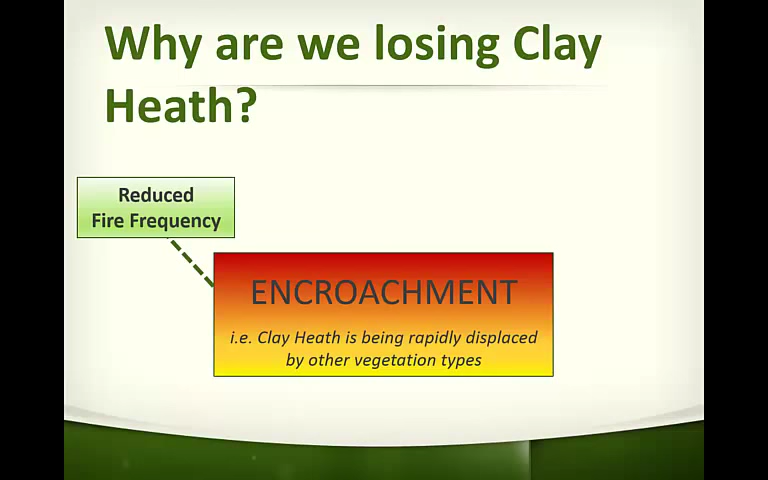 Why are we losing Clay
Heath?
Reduced
Fire Frequency
ENCROACHMENT
i.e. Clay Heath is being rapidly displaced
by other vegetation types